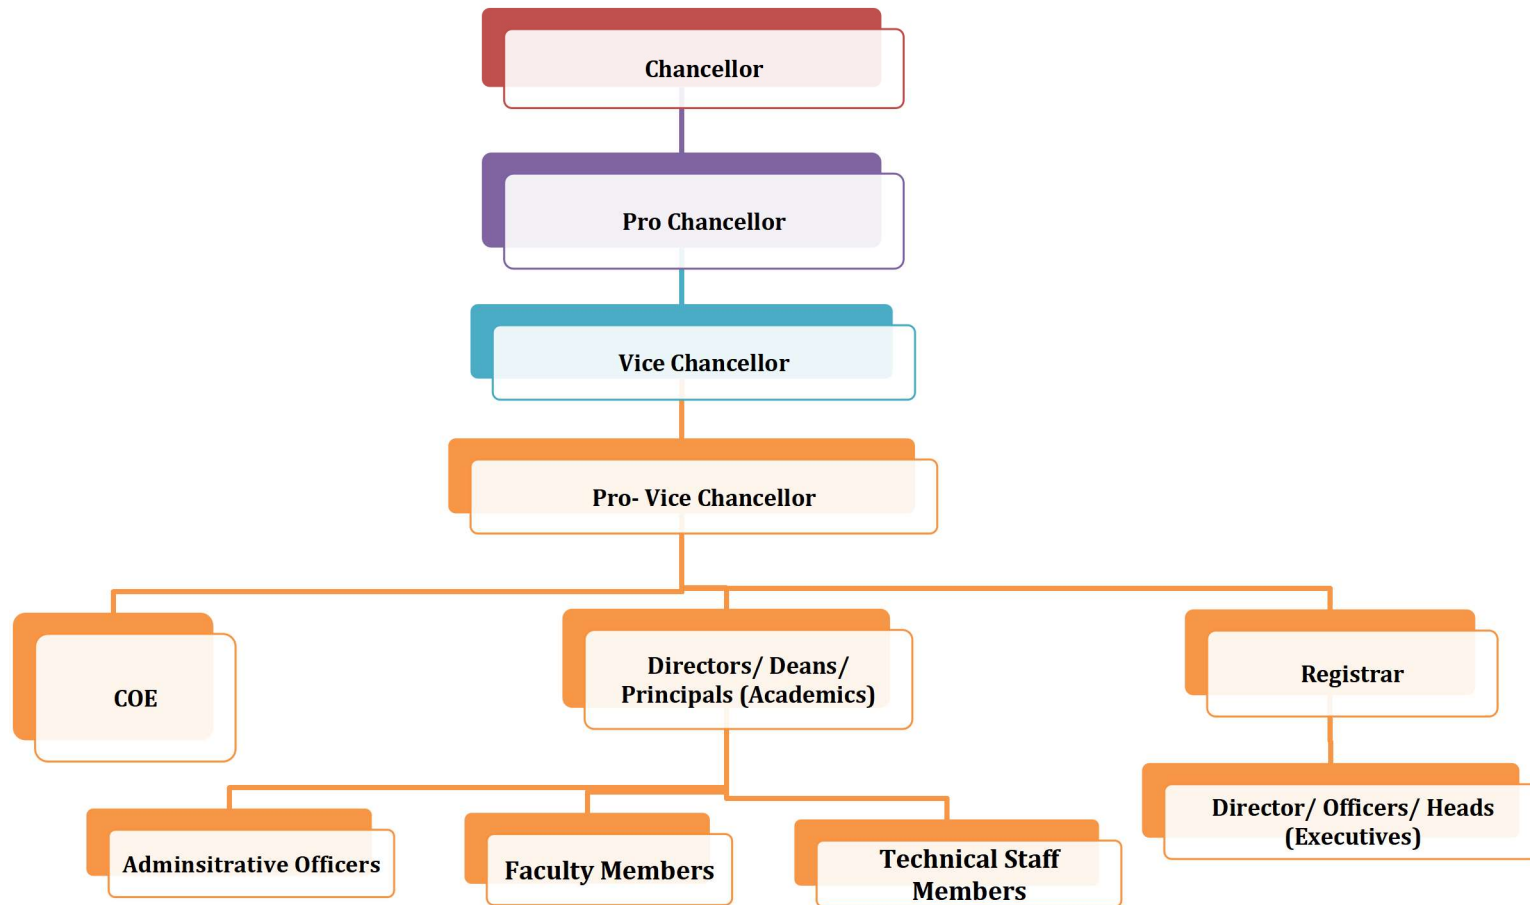 Chancellor
Pro Chancellor
Vice Chancellor
Pro- Vice Chancellor
COE
Directors/ Deans/
Principals (Academics)
Registrar
Adminsitrative Officers
Faculty Members
Technical Staff
Members
Director/ Officers/ Heads
(Executives)